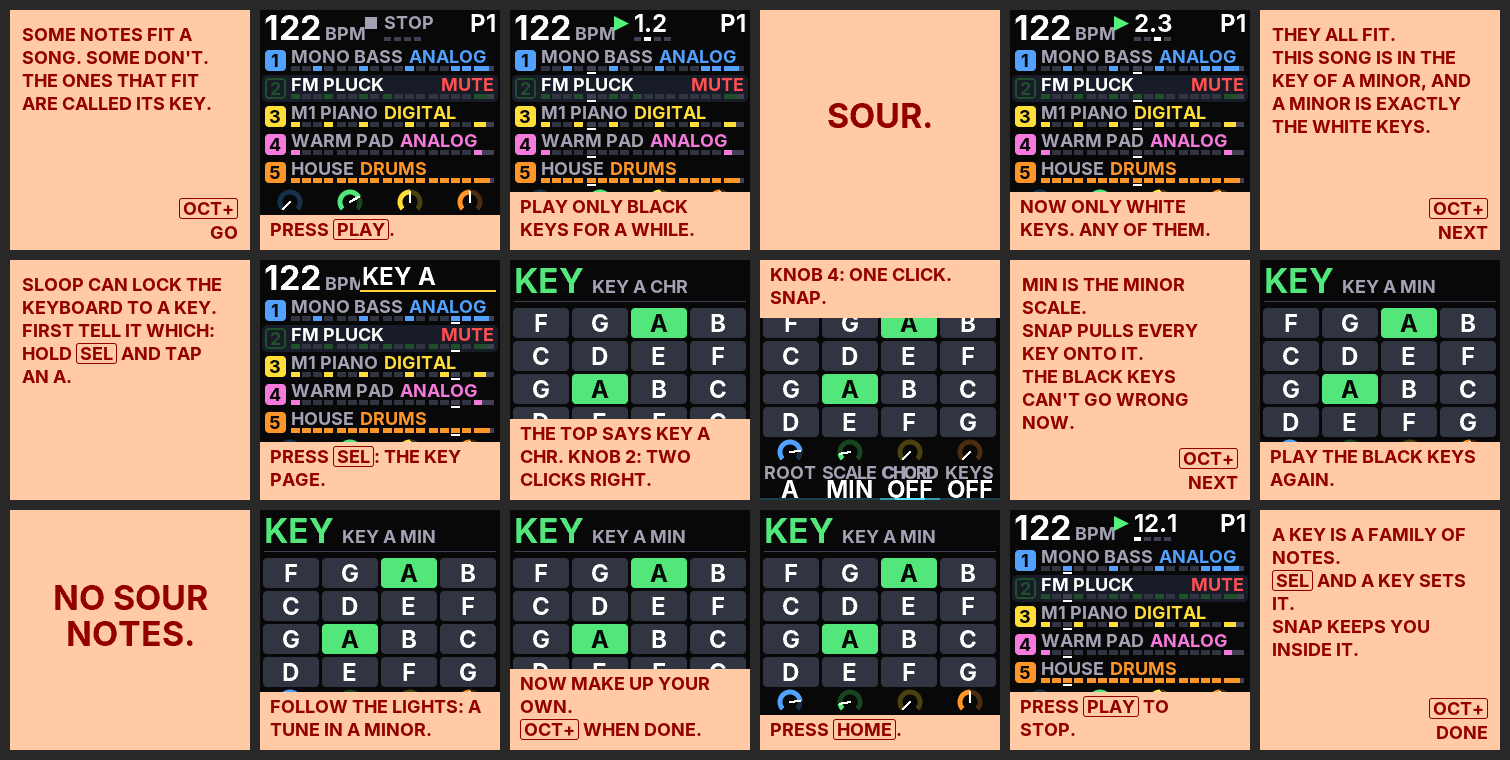 SOME NOTES FIT A
SONG. SOME DON'T.
THE ONES THAT FIT
ARE CALLED ITS KEY.
OCT+
GO
122 BPM STOP P1
1 MONO BASS ANALOG
2 FM PLUCK MUTE
3 M1 PIANO DIGITAL
4 WARM PAD ANALOG
5 HOUSE DRUMS
PRESS PLAY.
122 BPM 1.2 P1
1 MONO BASS ANALOG
2 FM PLUCK MUTE
3 M1 PIANO DIGITAL
4 WARM PAD ANALOG
5 HOUSE DRUMS
PLAY ONLY BLACK
KEYS FOR A WHILE.
SOUR.
122 BPM 2.3 P1
1 MONO BASS ANALOG
2 FM PLUCK MUTE
3 M1 PIANO DIGITAL
4 WARM PAD ANALOG
5 HOUSE DRUMS
NOW ONLY WHITE
KEYS. ANY OF THEM.
THEY ALL FIT.
THIS SONG IS IN THE
KEY OF A MINOR, AND
A MINOR IS EXACTLY
THE WHITE KEYS.
OCT+
NEXT
SLOOP CAN LOCK THE
KEYBOARD TO A KEY.
FIRST TELL IT WHICH:
HOLD SEL AND TAP
AN A.
122 BPM KEY A
1 MONO BASS ANALOG
2 FM PLUCK MUTE
3 M1 PIANO DIGITAL
4 WARM PAD ANALOG
5 HOUSE DRUMS
PRESS SEL: THE KEY
PAGE.
KEY KEY A CHR
F G A B
C D E F
G A B C
D E F G
THE TOP SAYS KEY A
CHR. KNOB 2: TWO
CLICKS RIGHT.
KNOB 4: ONE CLICK.
SNAP.
F G A B
C D E F
G A B C
D E F G
ROOT SCALE CHORD KEYS
A MIN OFF OFF
MIN IS THE MINOR
SCALE.
SNAP PULLS EVERY
KEY ONTO IT.
THE BLACK KEYS
CAN'T GO WRONG
NOW.
OCT+
NEXT
KEY KEY A MIN
F G A B
C D E F
G A B C
D E F G
PLAY THE BLACK KEYS
AGAIN.
NO SOUR
NOTES.
KEY KEY A MIN
F G A B
C D E F
G A B C
D E F G
FOLLOW THE LIGHTS: A
TUNE IN A MINOR.
KEY KEY A MIN
F G A B
C D E F
G A B C
D E F G
NOW MAKE UP YOUR
OWN.
OCT+ WHEN DONE.
KEY KEY A MIN
F G A B
C D E F
G A B C
D E F G
PRESS HOME.
122 BPM 12.1 P1
1 MONO BASS ANALOG
2 FM PLUCK MUTE
3 M1 PIANO DIGITAL
4 WARM PAD ANALOG
5 HOUSE DRUMS
PRESS PLAY TO
STOP.
A KEY IS A FAMILY OF
NOTES.
SEL AND A KEY SETS
IT.
SNAP KEEPS YOU
INSIDE IT.
OCT+
DONE